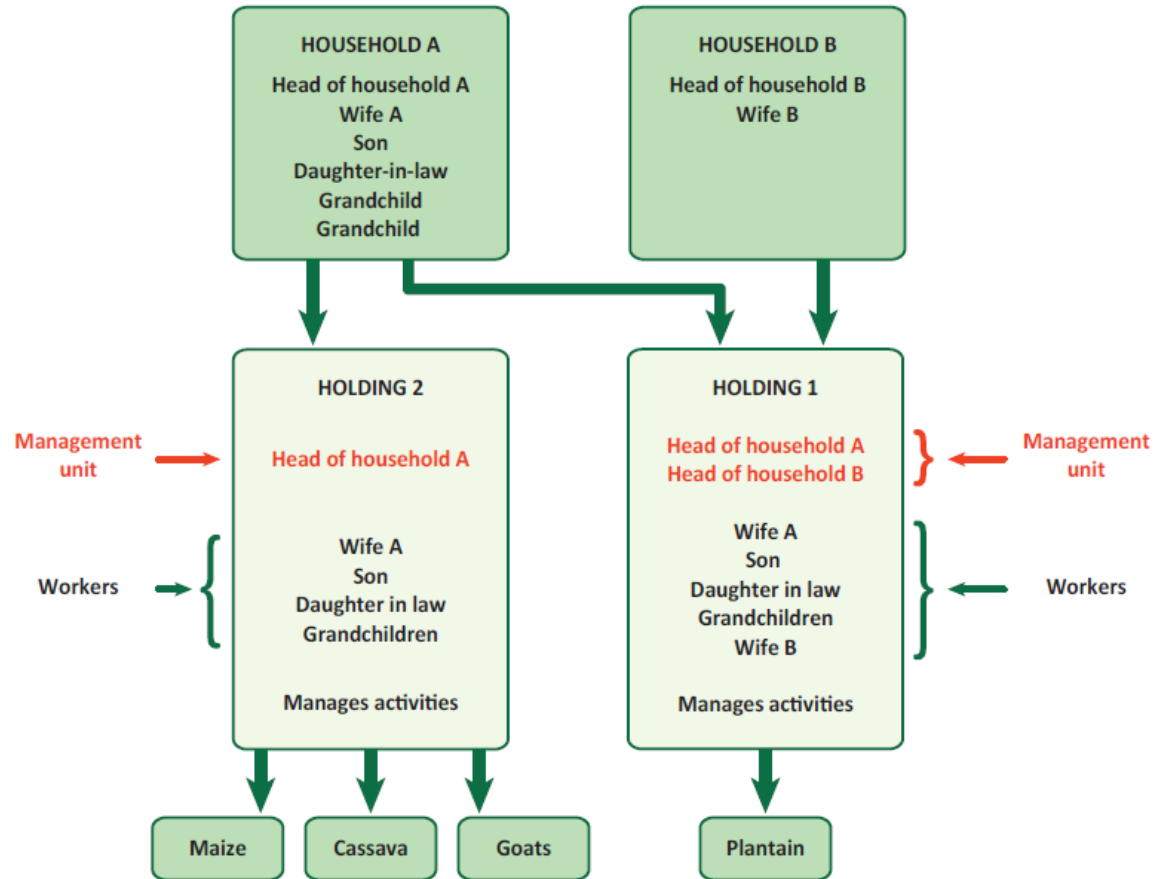 HOUSEHOLD A
Head of household A
Wife A
Son
Daughter-in-law
Grandchild
Grandchild
HOUSEHOLD B
Head of household B
Wife B
Management
unit
Workers
HOLDING 2
Head of household A
Wife A
Son
Daughter in law
Grandchildren
Manages activities
HOLDING 1
Head of household A
Head of household B
Wife A
Son
Daughter in law
Grandchildren
Wife B
Manages activities
Management
unit
Workers
Maize
Cassava
Goats
Plantain